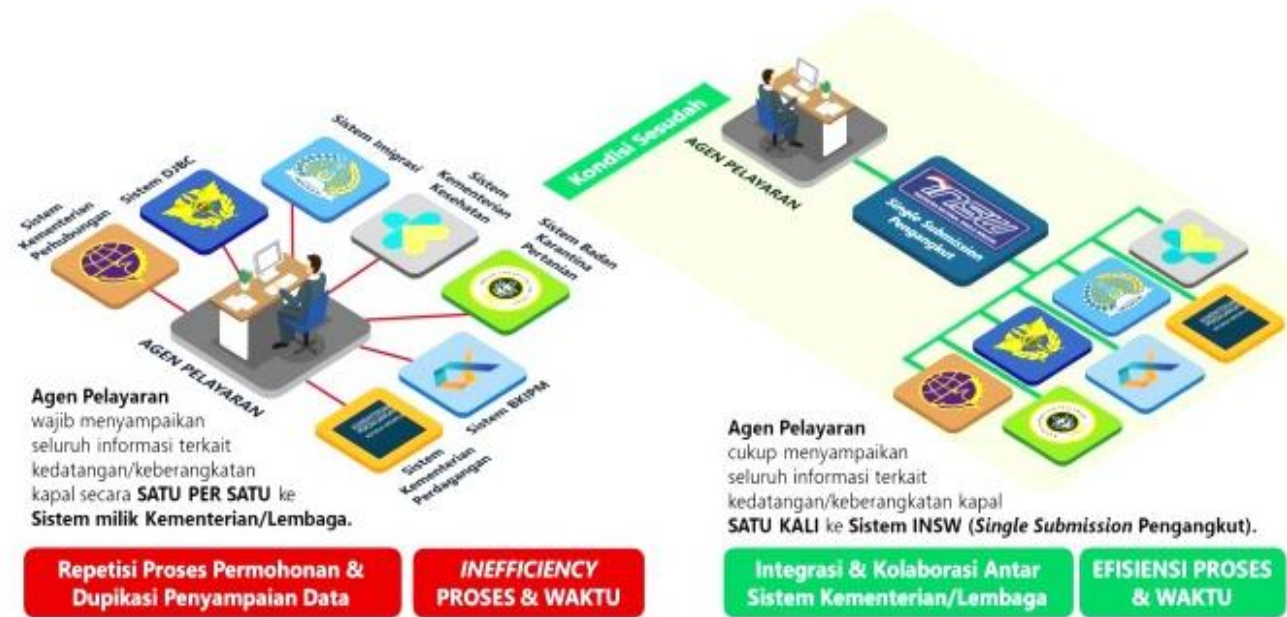 Sistem
Kementerian
Perhubungan
Sistem DJBC
Sistem Imigrasi
Sistem
Kementerian
Kesehatan
Sistem Badan
Karantina
Pertanian
AGEN PELAYARAN
Sistem BKIPM
Sistem
Kementerian
Perdagangan
Agen Pelayaran
wajib menyampaikan
seluruh informasi terkait
kedatangan/keberangkatan
kapal secara SATU PER SATU ke
Sistem milik Kementerian/Lembaga.
Repetisi Proses Permohonan &
Dupikasi Penyampaian Data
INEFFICIENCY
PROSES & WAKTU
Kondisi Sesudah
AGEN PELAYARAN
INSW
Single Submission
Pengangkut
Agen Pelayaran
cukup menyampaikan
seluruh informasi terkait
kedatangan/keberangkatan kapal
SATU KALI ke Sistem INSW (Single Submission Pengangkut).
Integrasi & Kolaborasi Antar
Sistem Kementerian/Lembaga
EFISIENSI PROSES
& WAKTU